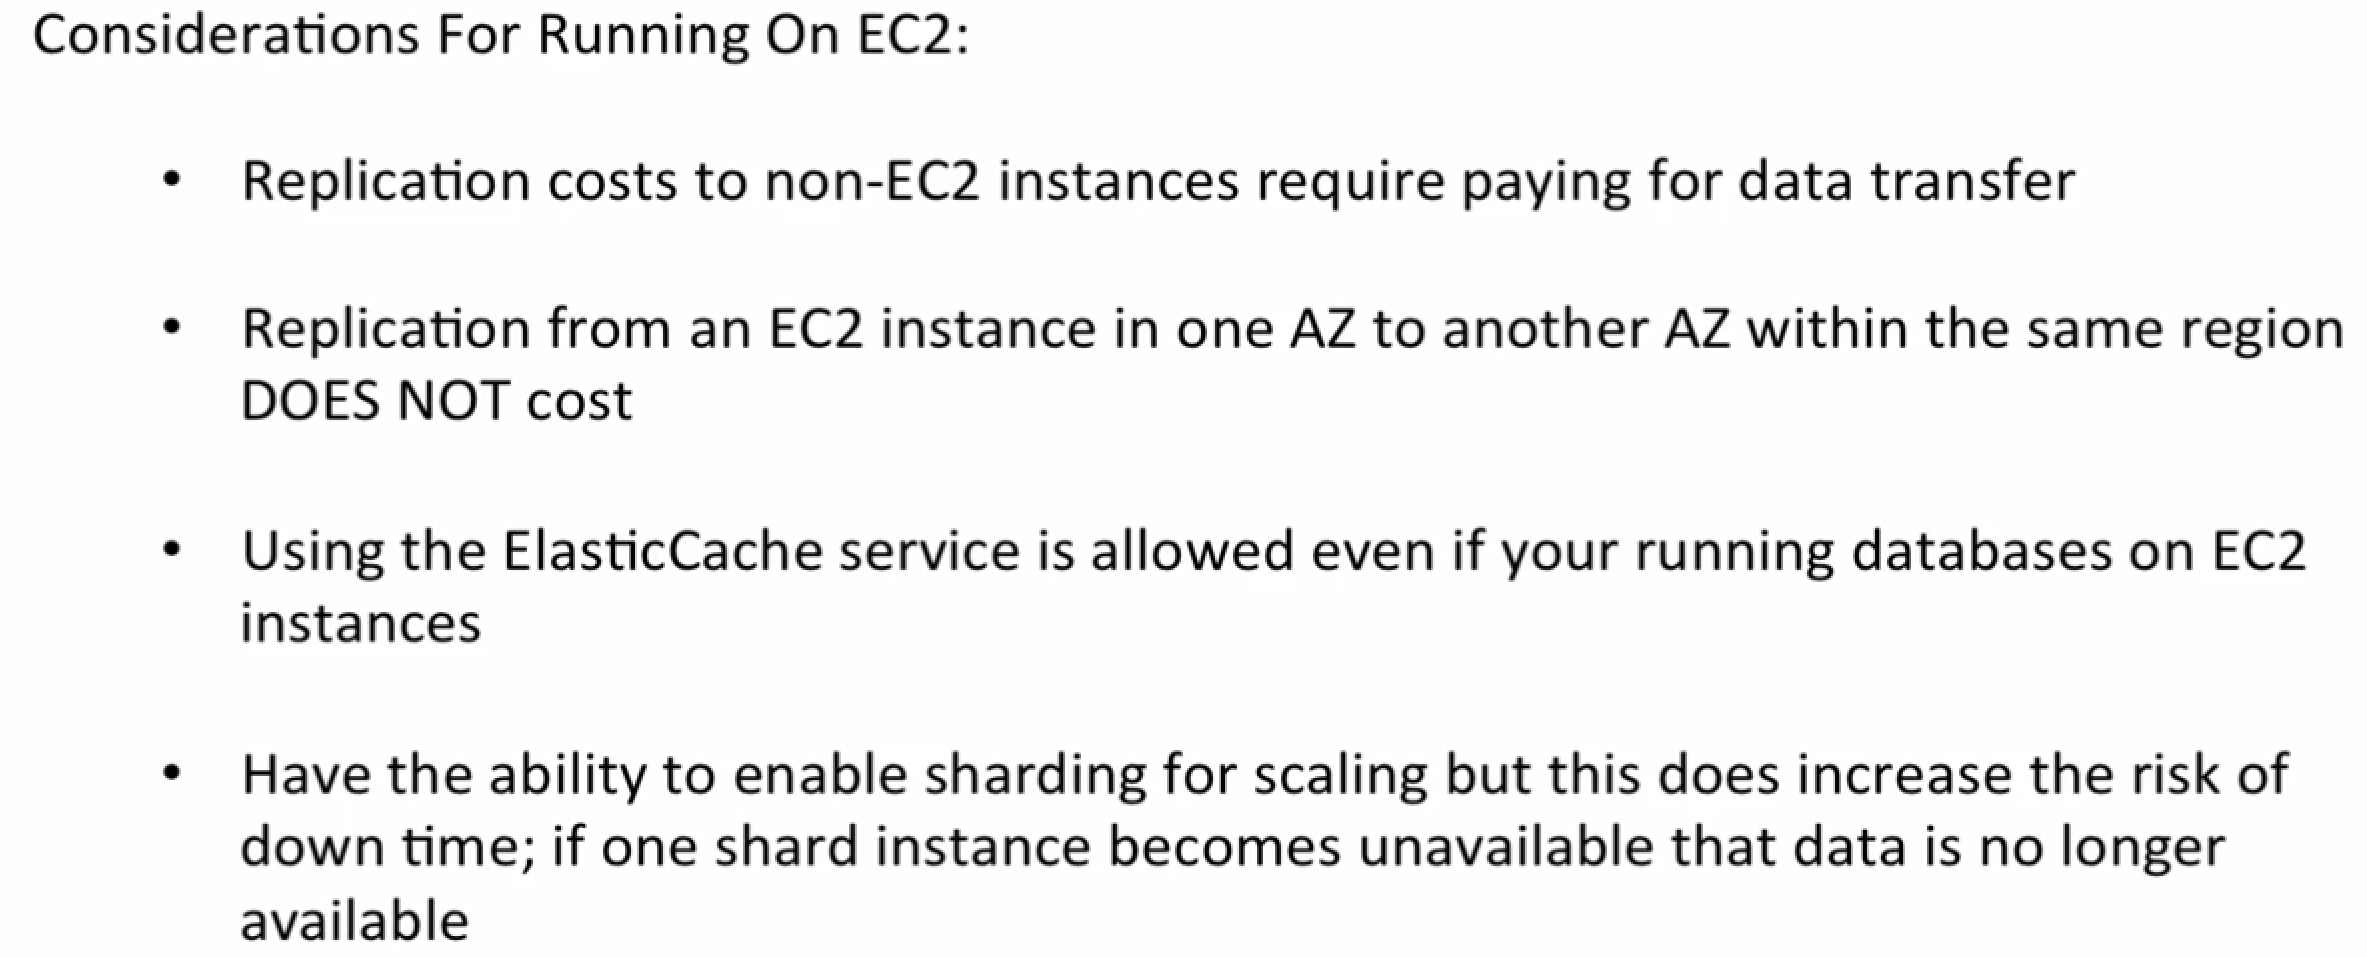 Considerations For Running On EC2:
• Replication costs to non-EC2 instances require paying for data transfer
• Replication from an EC2 instance in one AZ to another AZ within the same region
DOES NOT cost
• Using the ElasticCache service is allowed even if your running databases on EC2
instances
• Have the ability to enable sharding for scaling but this does increase the risk of
down time; if one shard instance becomes unavailable that data is no longer
available